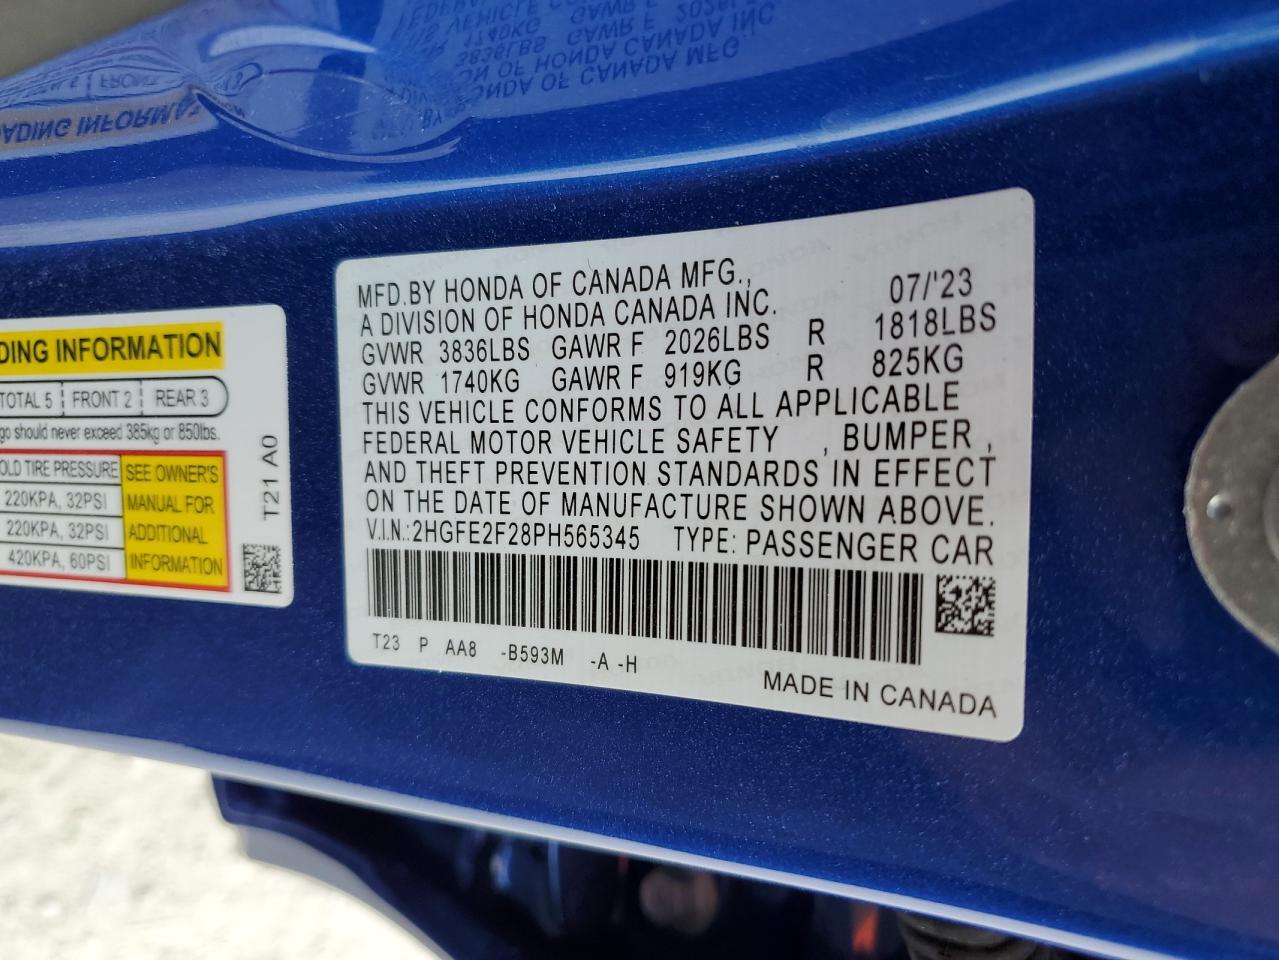 DING INFORMATION
TOTAL 5 FRONT 2 REAR 3
should never exceed 385kg or 850lbs.
TIRE PRESSURE
220KPA, 32PSI
220KPA, 32PSI
420KPA, 60PSI
SEE OWNER'S
MANUAL FOR
ADDITIONAL
INFORMATION
T21 A0
MFD.BY HONDA OF CANADA MFG., 07/'23
A DIVISION OF HONDA CANADA INC.
GVWR 3836LBS GAWR F 2026LBS R 1818LBS
GVWR 1740KG GAWR F 919KG R 825KG
THIS VEHICLE CONFORMS TO ALL APPLICABLE
FEDERAL MOTOR VEHICLE SAFETY , BUMPER ,
AND THEFT PREVENTION STANDARDS IN EFFECT
ON THE DATE OF MANUFACTURE SHOWN ABOVE.
V.I.N.:2HGFE2F28PH565345 TYPE: PASSENGER CAR
T23 P AA8 -B593M -A -H
MADE IN CANADA